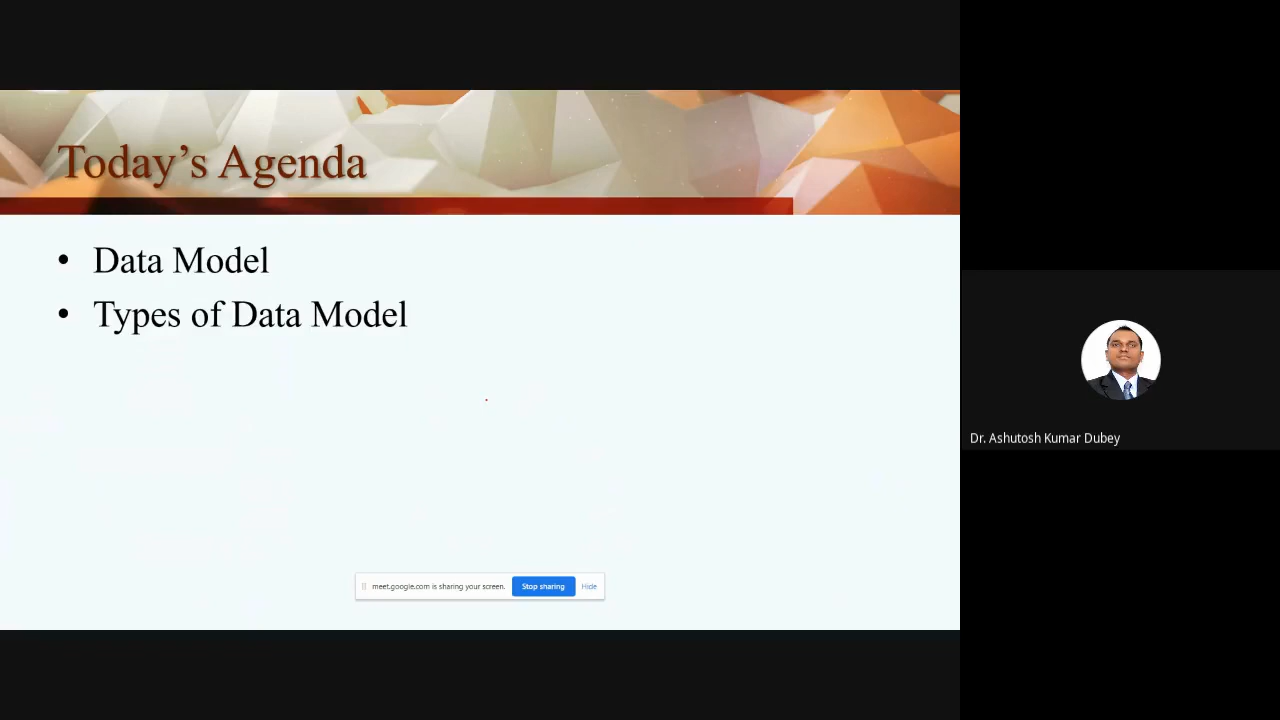 Today's Agenda
• Data Model
• Types of Data Model
meet.google.com is sharing your screen. Stop sharing Hide
Dr. Ashutosh Kumar Dubey